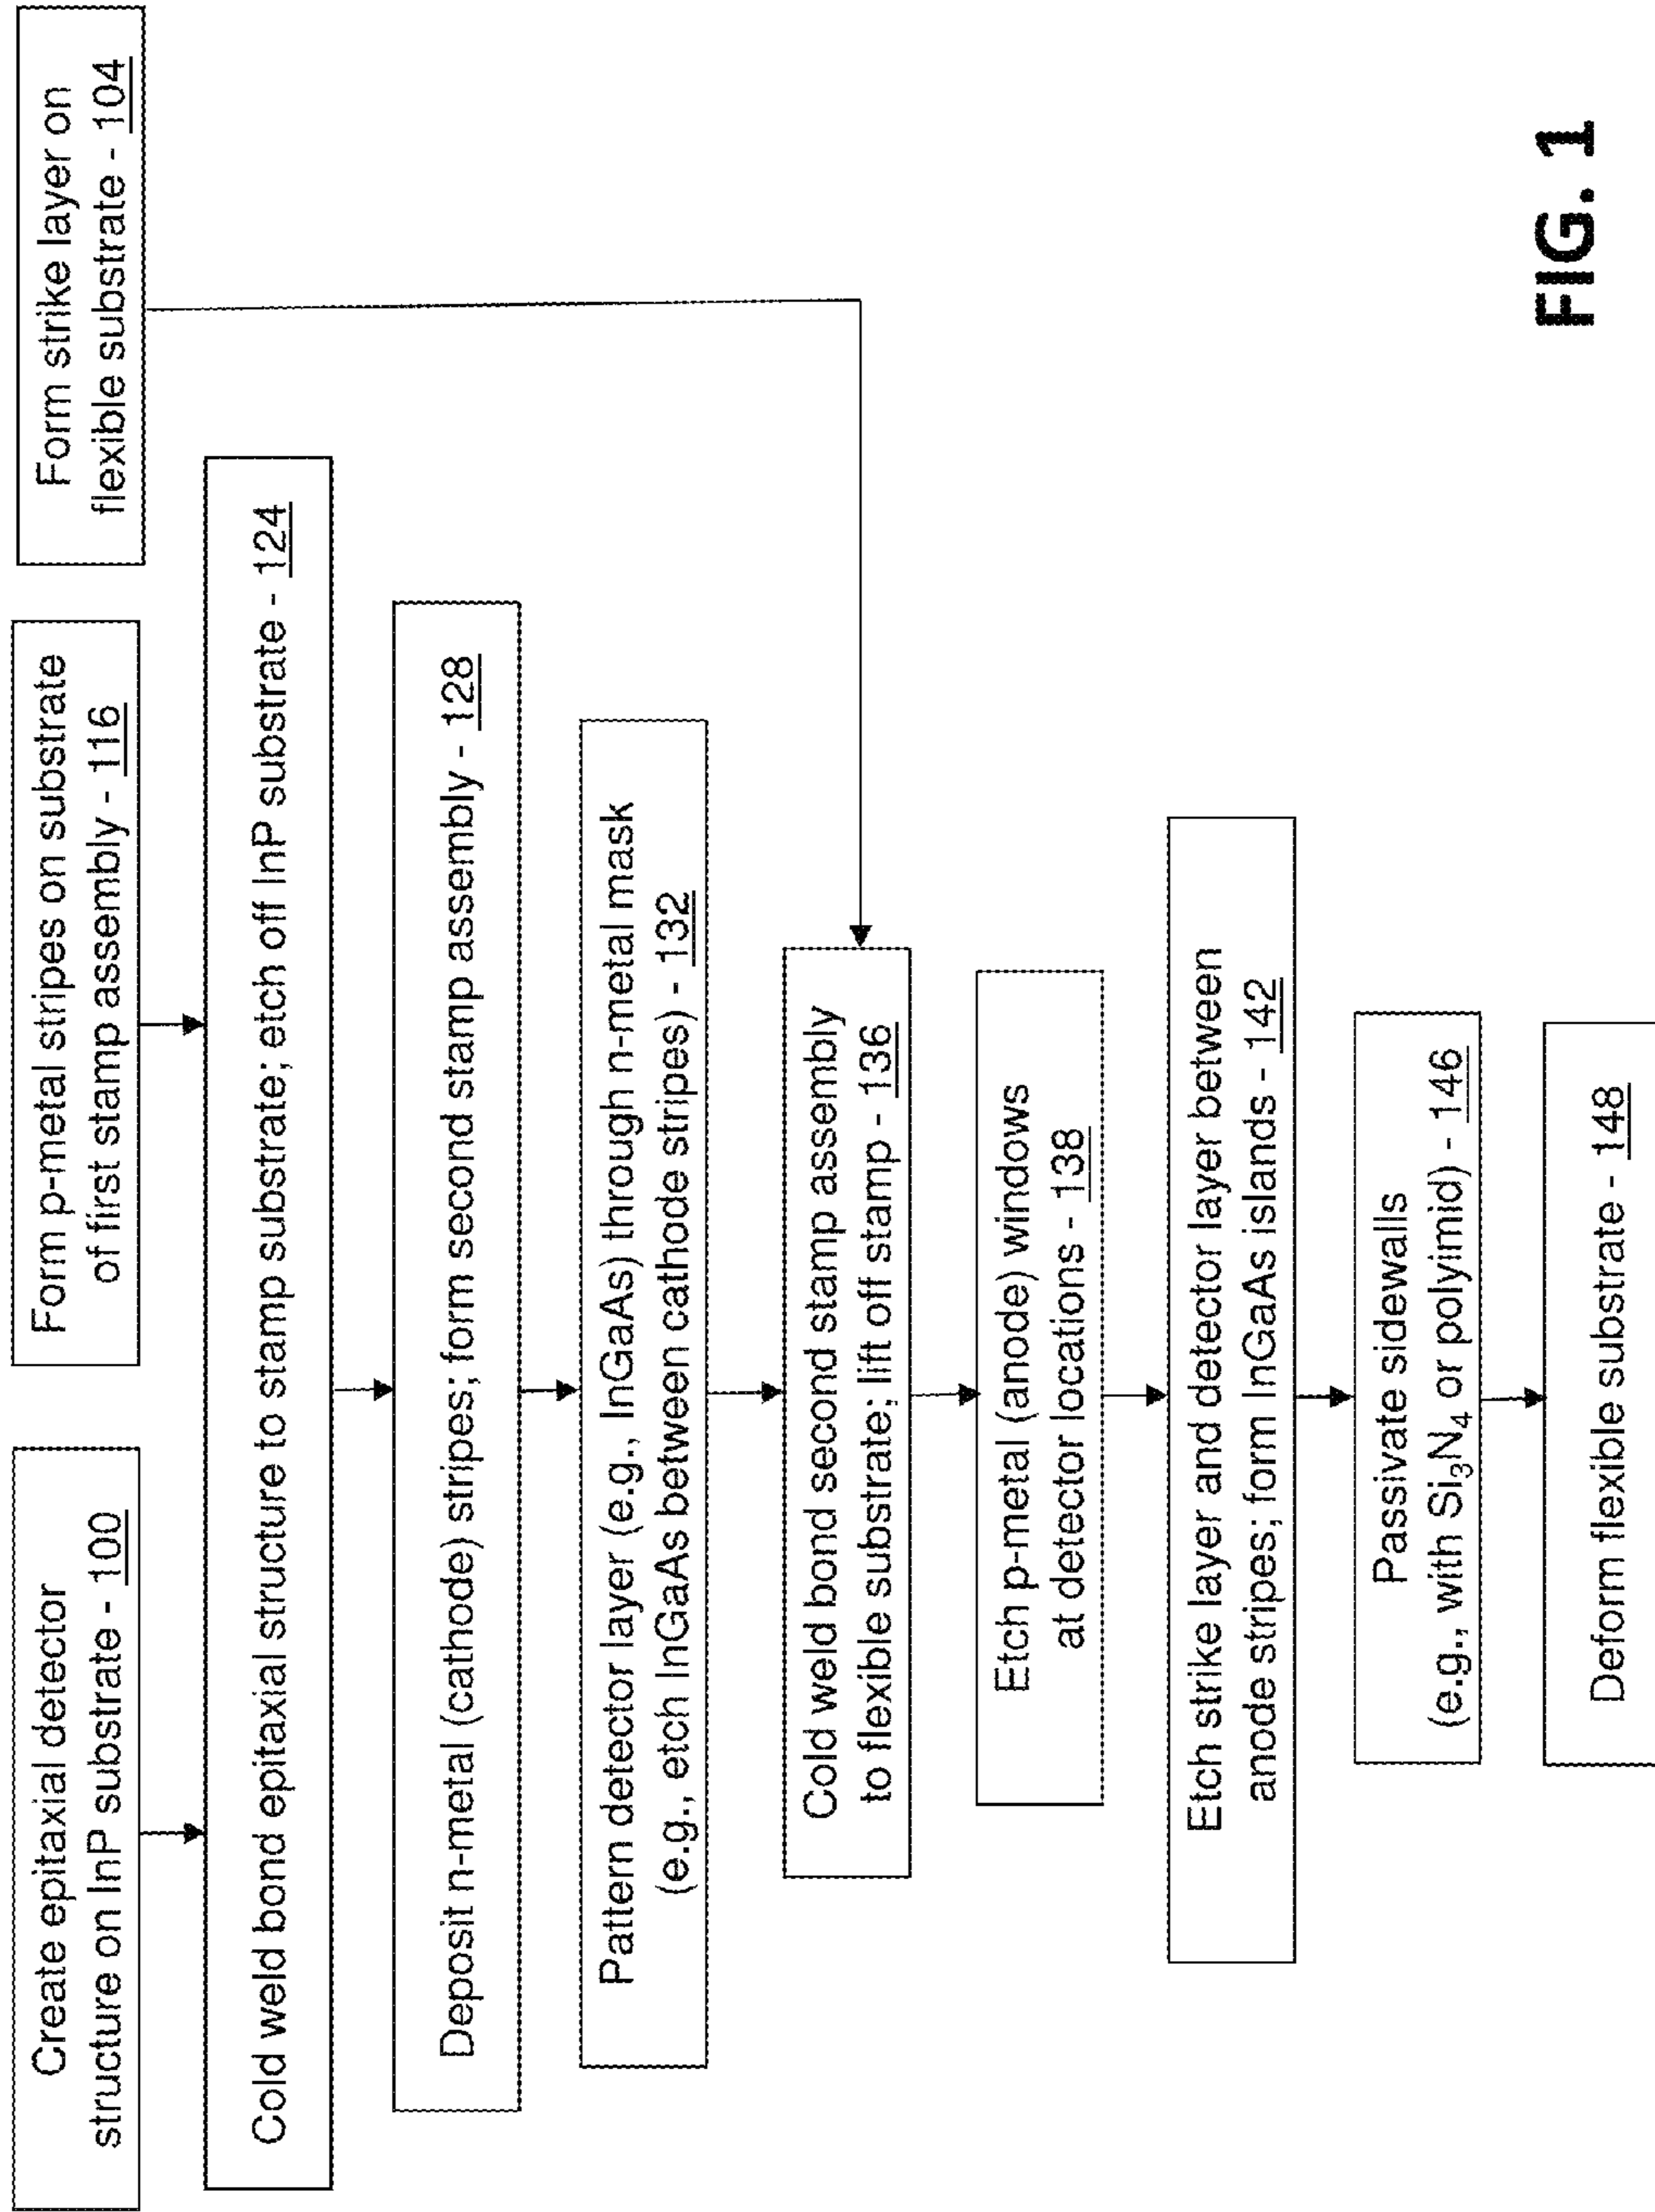 Create epitaxial detector
structure on InP substrate - 100
Form p-metal stripes on substrate
of first stamp assembly - 116
Form strike layer on
flexible substrate - 104
Cold weld bond epitaxial structure to stamp substrate; etch off InP substrate - 124
Deposit n-metal (cathode) stripes; form second stamp assembly - 128
Pattern detector layer (e.g., InGaAs) through n-metal mask
(e.g., etch InGaAs between cathode stripes) - 132
Cold weld bond second stamp assembly
to flexible substrate; lift off stamp - 136
Etch p-metal (anode) windows
at detector locations - 138
Etch strike layer and detector layer between
anode stripes; form InGaAs islands - 142
Passivate sidewalls
(e.g., with Si₃N₄ or polyimid) - 146
Deform flexible substrate - 148
FIG. 1